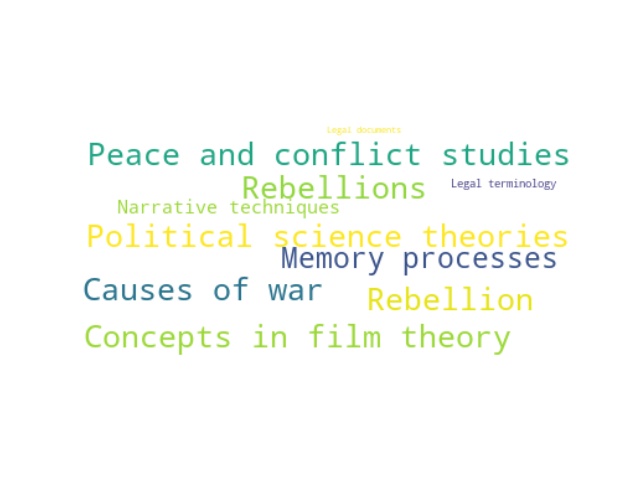 Legal documents
Peace and conflict studies
Rebellions
Legal terminology
Narrative techniques
Political science theories
Memory processes
Causes of war
Rebellion
Concepts in film theory